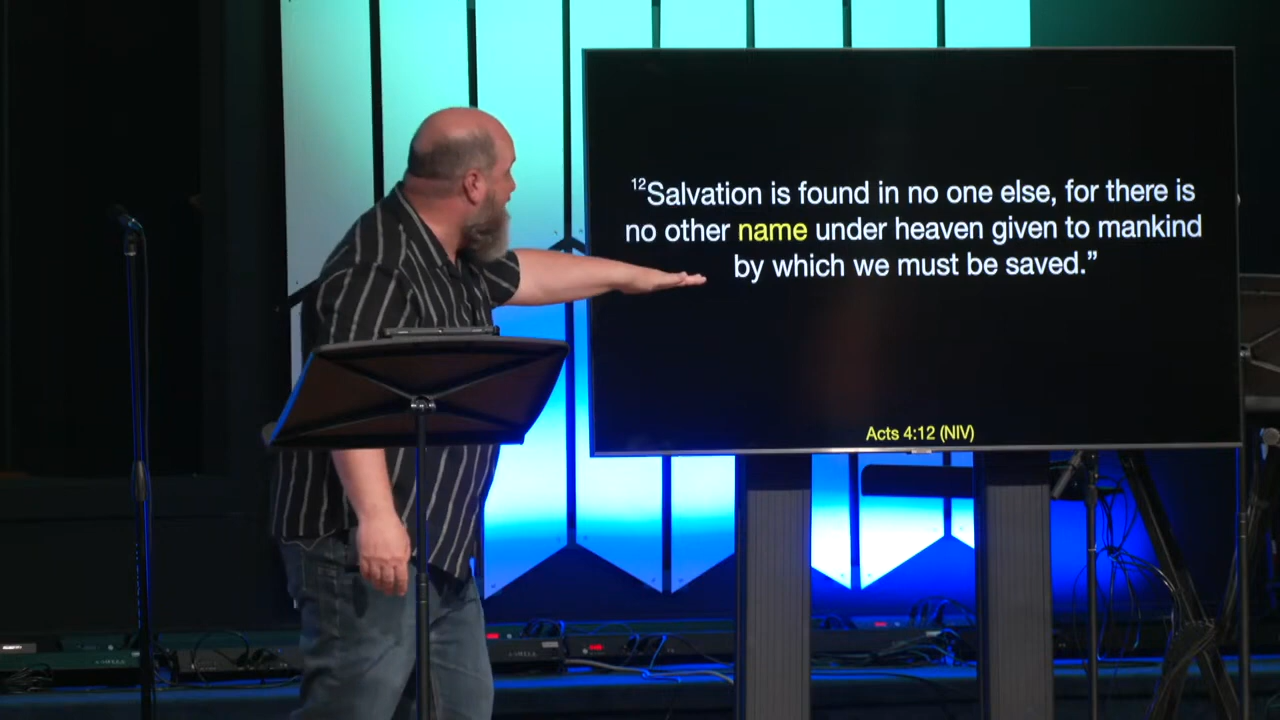 ¹²Salvation is found in no one else, for there is
no other name under heaven given to mankind
by which we must be saved.”
Acts 4:12 (NIV)